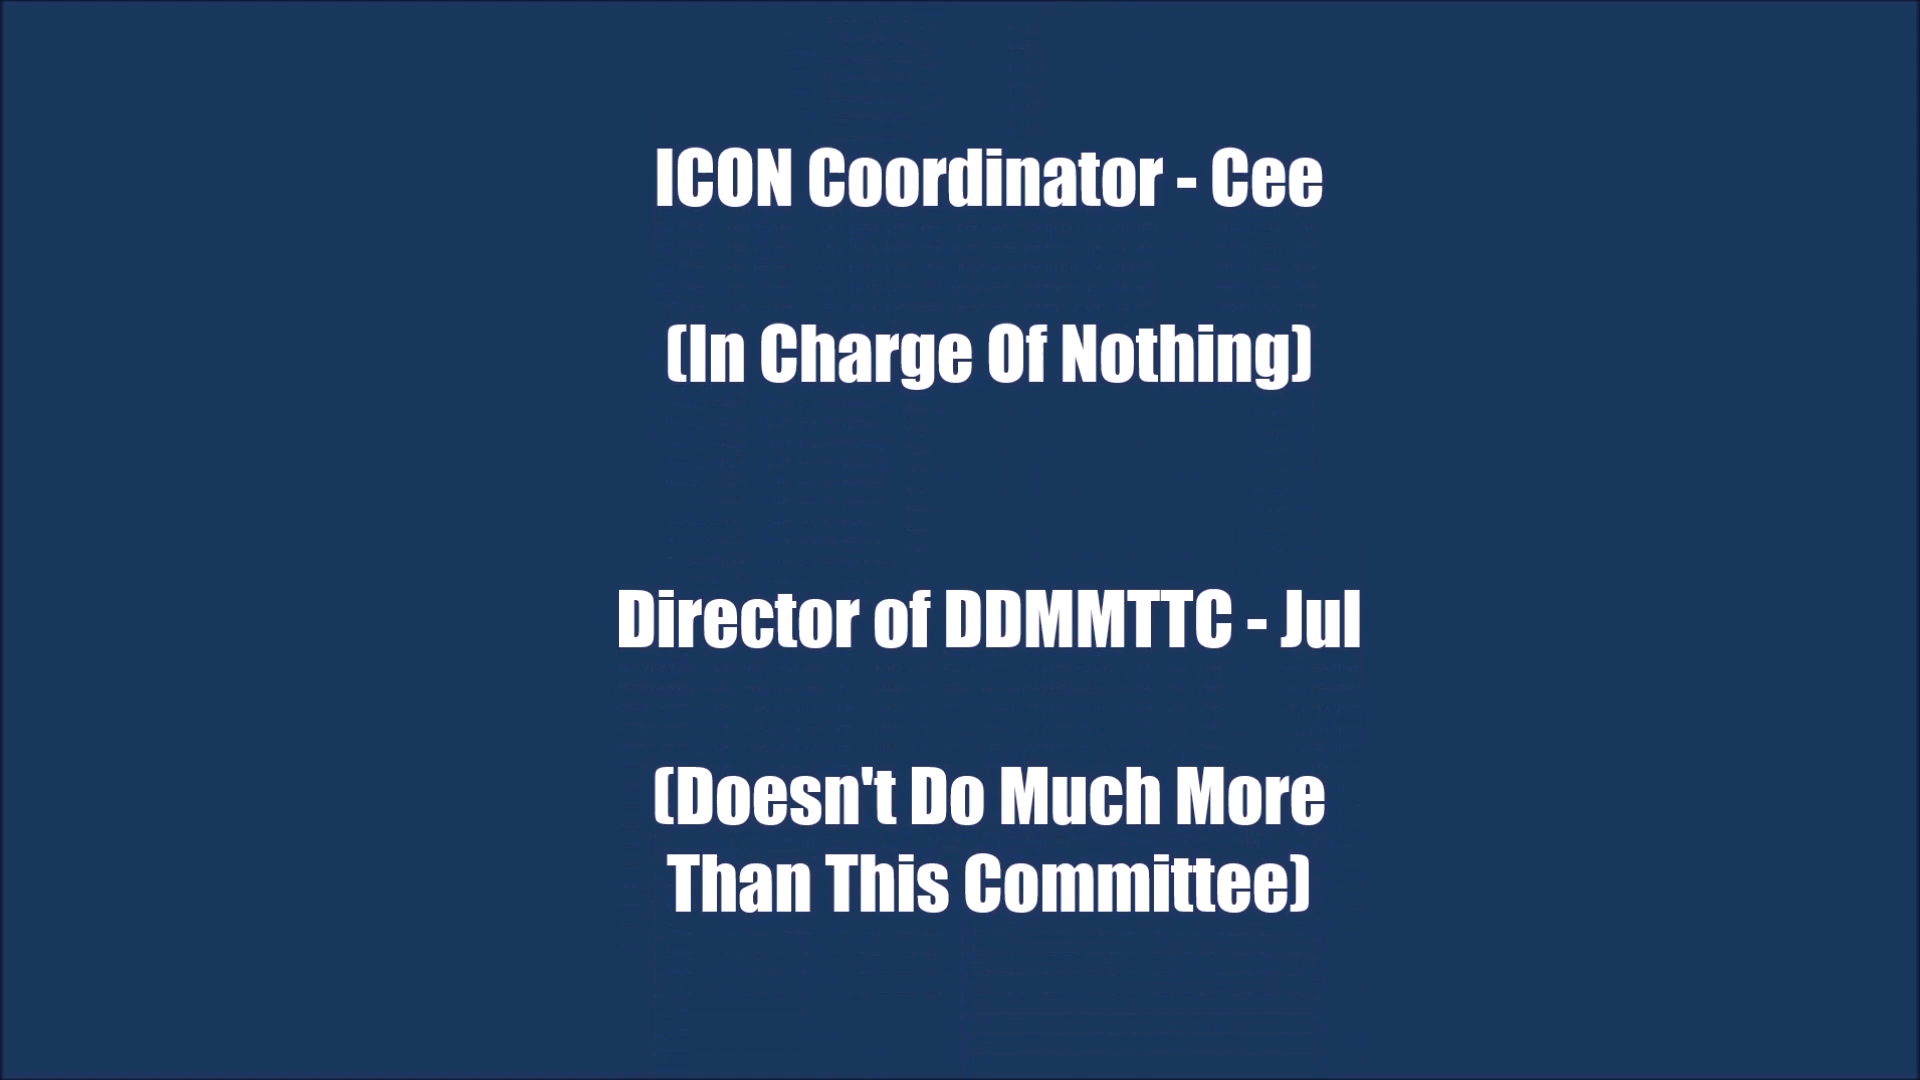 ICON Coordinator - Cee
(In Charge Of Nothing)
Director of DDMMTTC - Jul
(Doesn't Do Much More
Than This Committee)